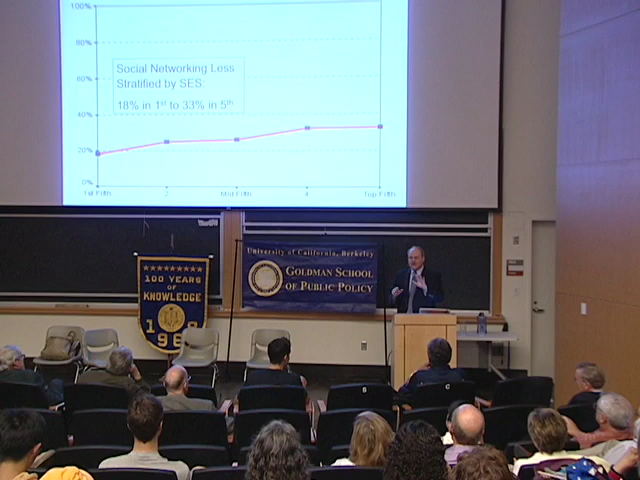 100%
80%
60%
40%
20%
0%
Social Networking Less
Stratified by SES:
18% in 1st to 33% in 5th
1st Fifth 2 Mid Fifth 4 Top Fifth
University of California, Berkeley
GOLDMAN SCHOOL
OF PUBLIC POLICY
100 YEARS
OF
KNOWLEDGE
1868